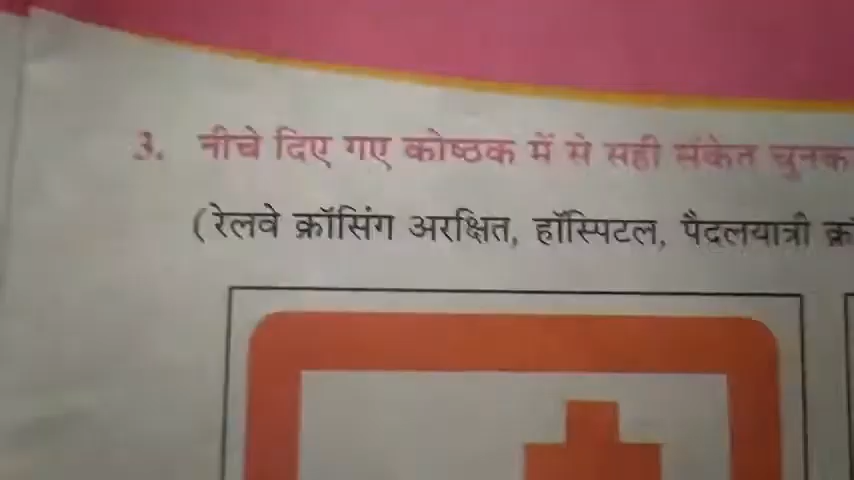 3. नीचे दिए गए कोष्ठक में से सही संकेत चुनक
(रेलवे क्रॉसिंग अरक्षित, हॉस्पिटल, पैदलयात्री